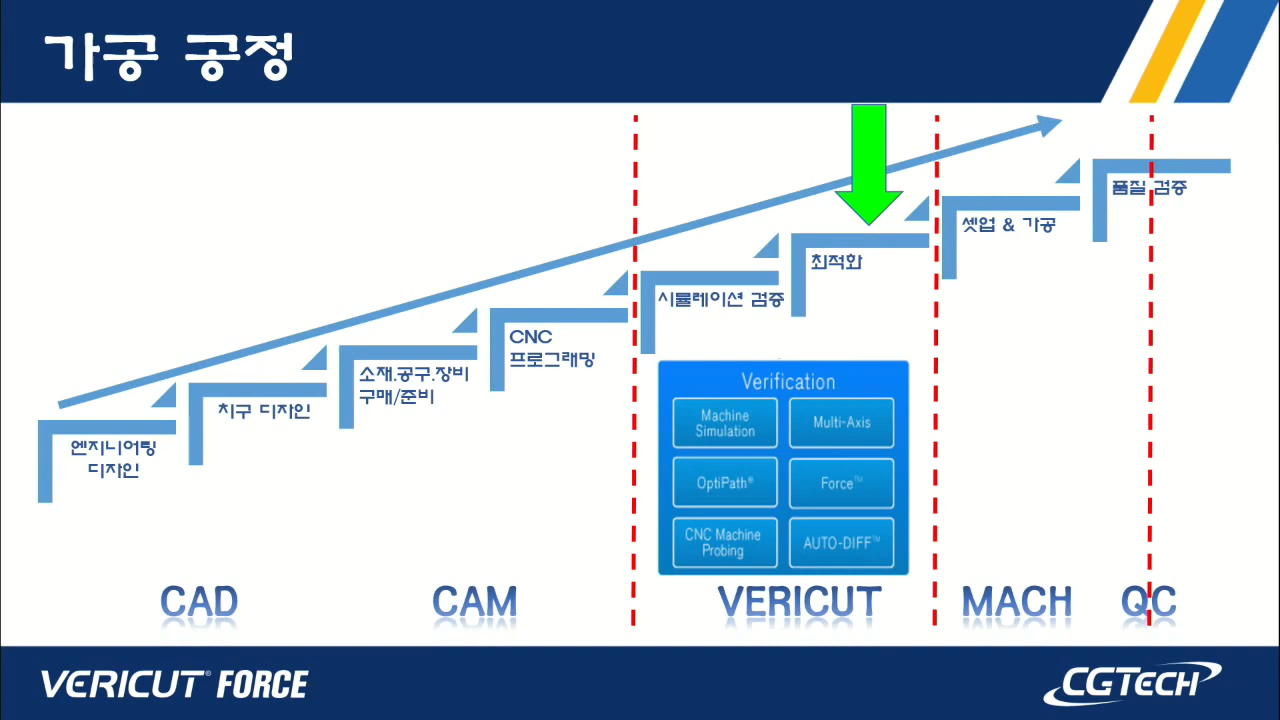 가공 공정
품질 검증
셋업 & 가공
최적화
시뮬레이션 검증
CNC
프로그래밍
소재.공구.장비
구매/준비
치구 디자인
엔지니어링
디자인
Verification
Machine
Simulation
Multi-Axis
OptiPath®
Force™
CNC Machine
Probing
AUTO-DIFF™
CAD
CAM
VERICUT
MACH
QC
VERICUT® FORCE
CGTECH